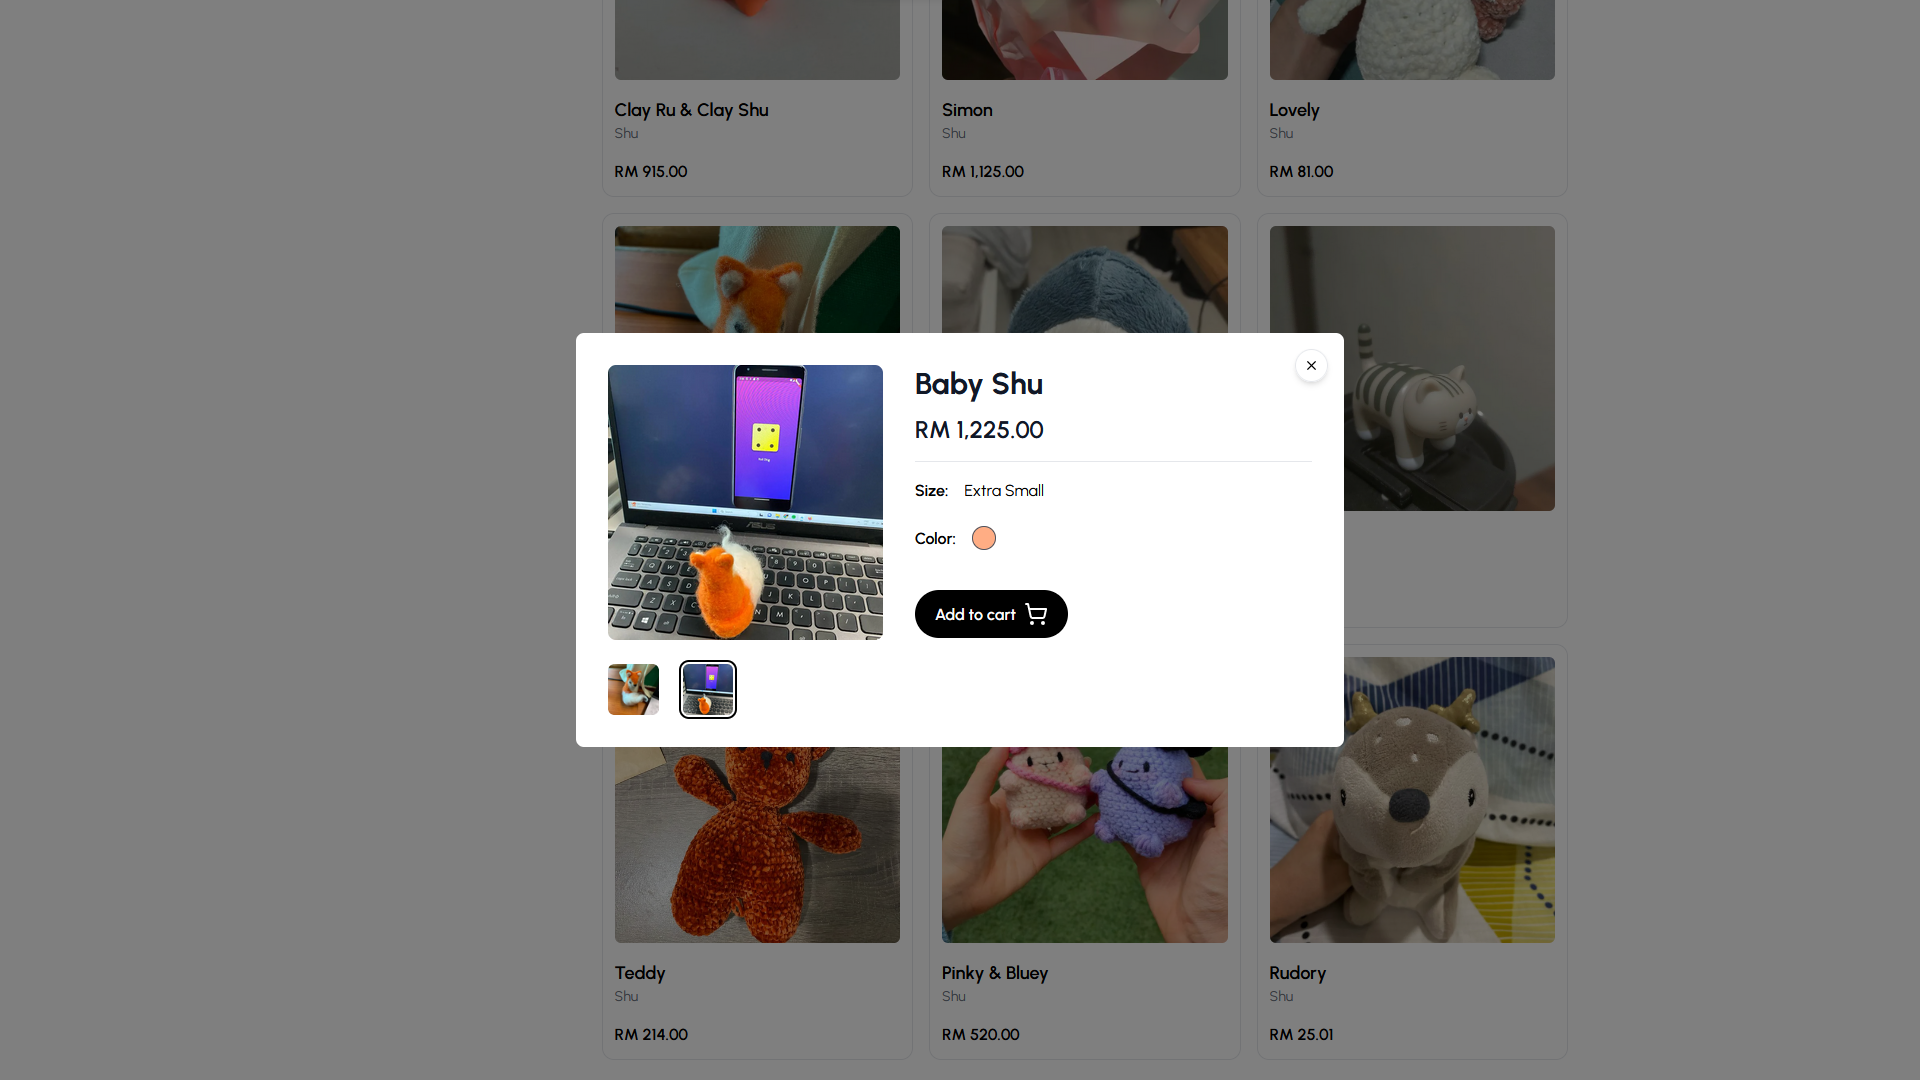 Clay Ru & Clay Shu
Shu
RM 915.00
Simon
Shu
RM 1,125.00
Lovely
Shu
RM 81.00
Baby Shu
RM 1,225.00
Size: Extra Small
Color:
Add to cart
ASUS
Teddy
Shu
RM 214.00
Pinky & Bluey
Shu
RM 520.00
Rudory
Shu
RM 25.01